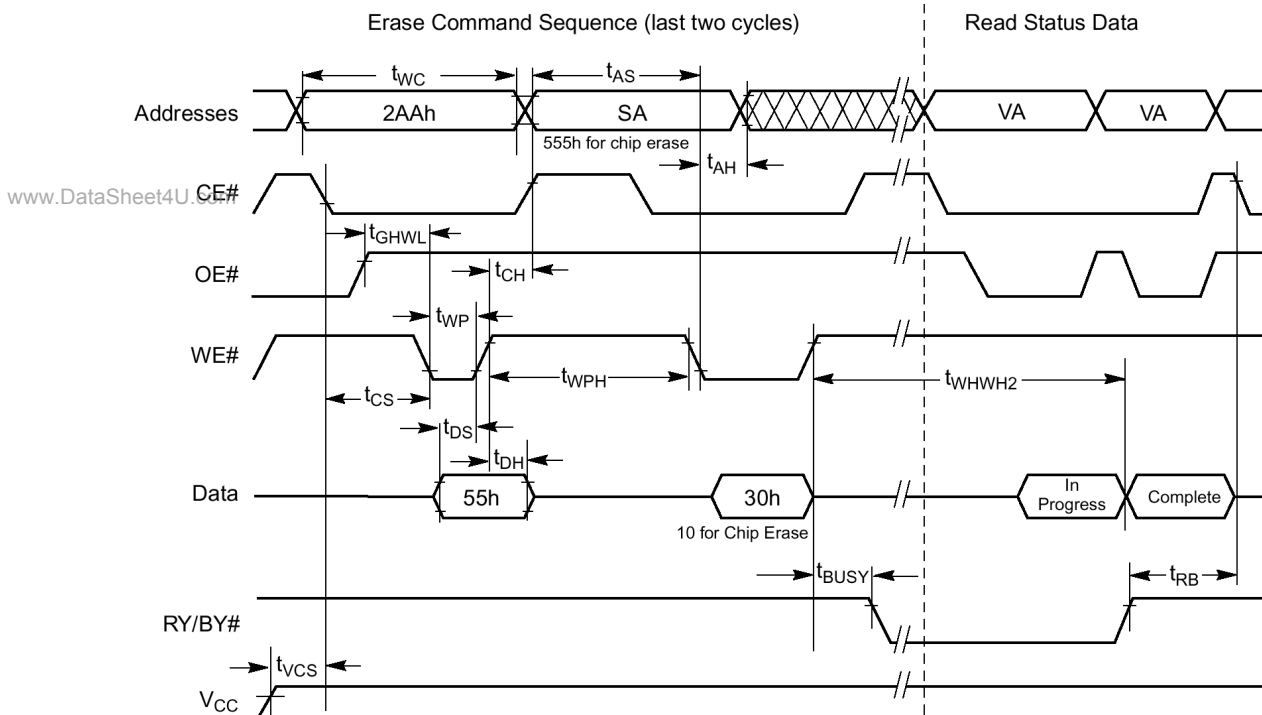 Erase Command Sequence (last two cycles)
Read Status Data
tWC
tAS
Addresses
2AAh
SA
VA
VA
555h for chip erase
tAH
www.DataSheet4U.com
CE#
tGHWL
OE#
tCH
tWP
WE#
tWPH
tWHWH2
tCS
tDS
tDH
Data
55h
30h
In
Progress
Complete
10 for Chip Erase
tBUSY
tRB
RY/BY#
tVCS
VCC